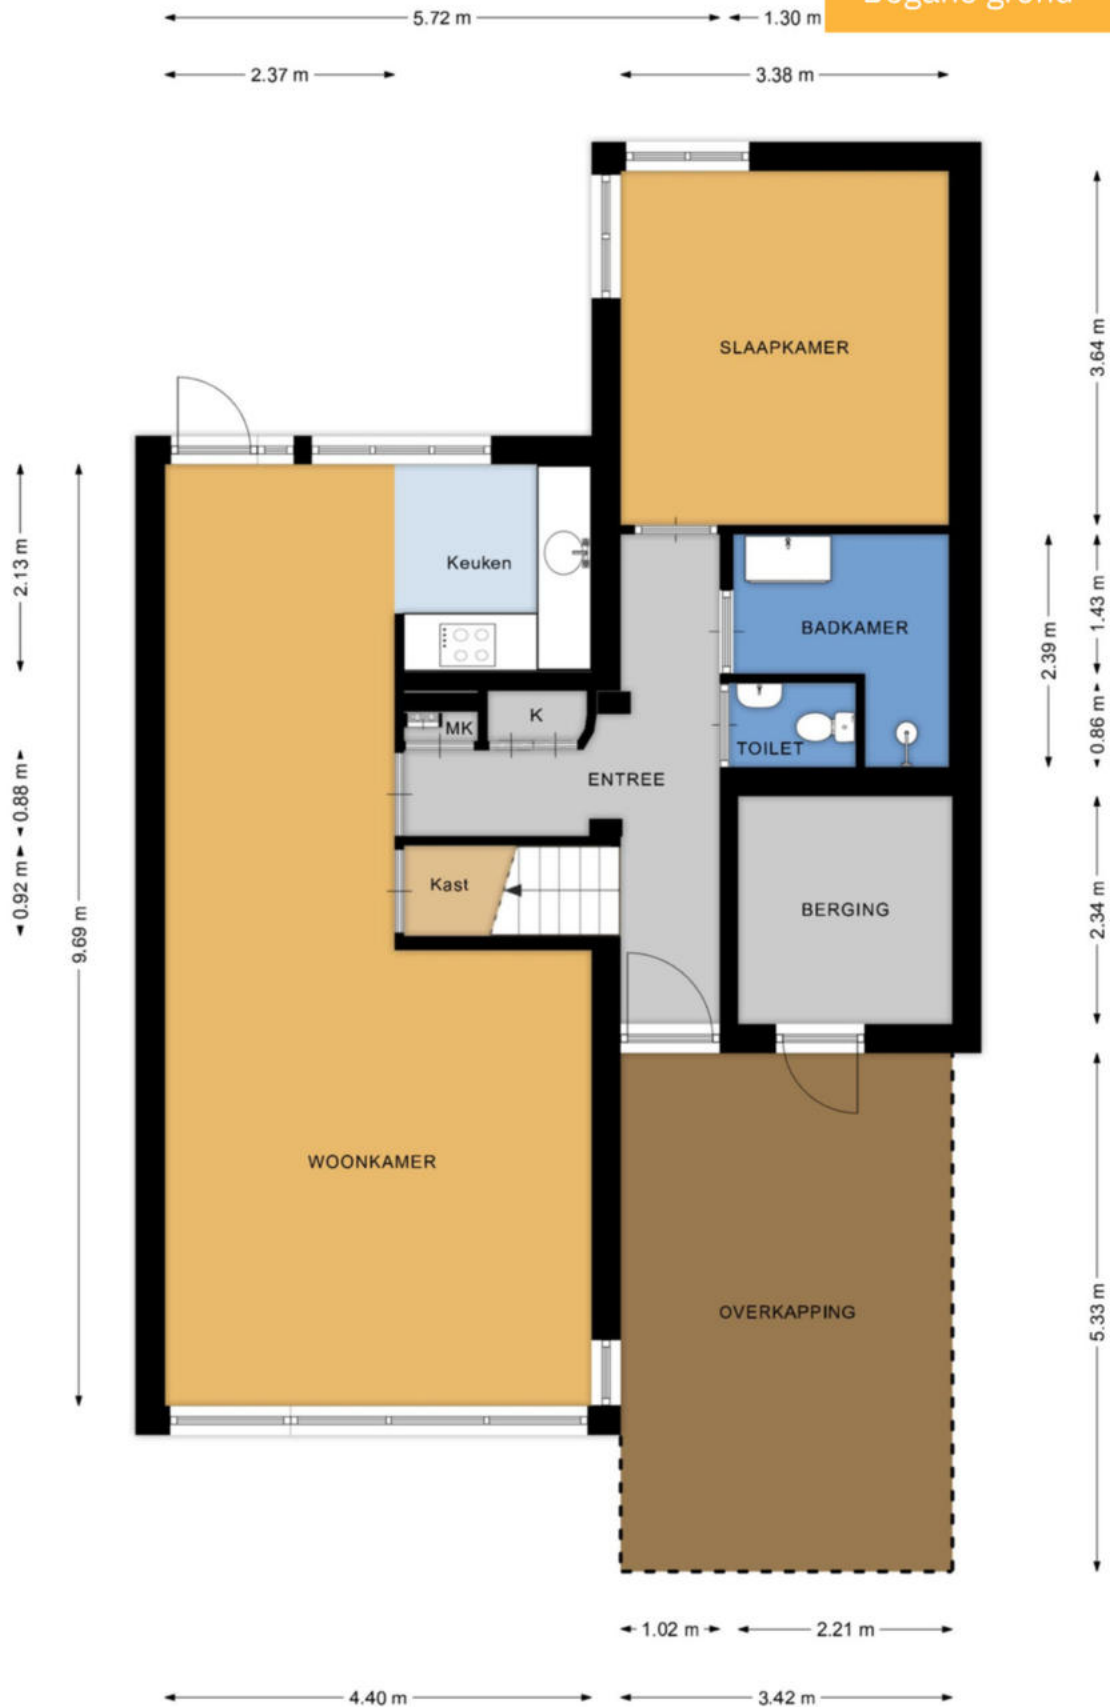 5.72 m
1.30 m
2.37 m
3.38 m
SLAAPKAMER
3.64 m
Keuken
2.13 m
BADKAMER
1.43 m
2.39 m
K
MK
TOILET
0.86 m
ENTREE
0.88 m
Kast
0.92 m
BERGING
2.34 m
9.69 m
WOONKAMER
OVERKAPPING
5.33 m
1.02 m
2.21 m
4.40 m
3.42 m